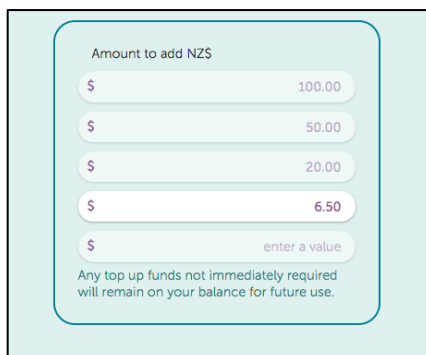 Amount to add NZ$
$ 100.00
$ 50.00
$ 20.00
$ 6.50
$ enter a value
Any top up funds not immediately required
will remain on your balance for future use.